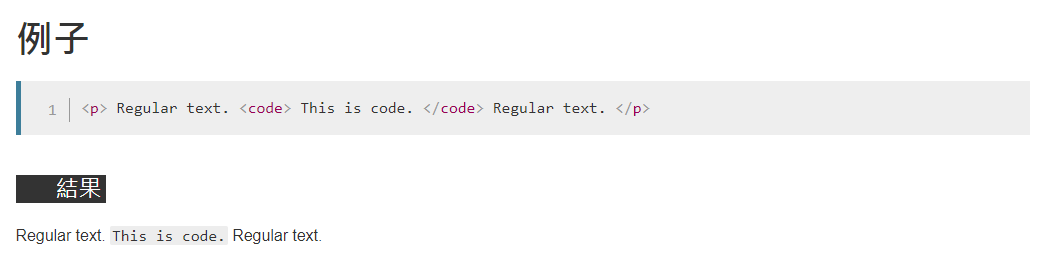 例子
1 <p> Regular text. <code> This is code. </code> Regular text. </p>
結果
Regular text. This is code. Regular text.